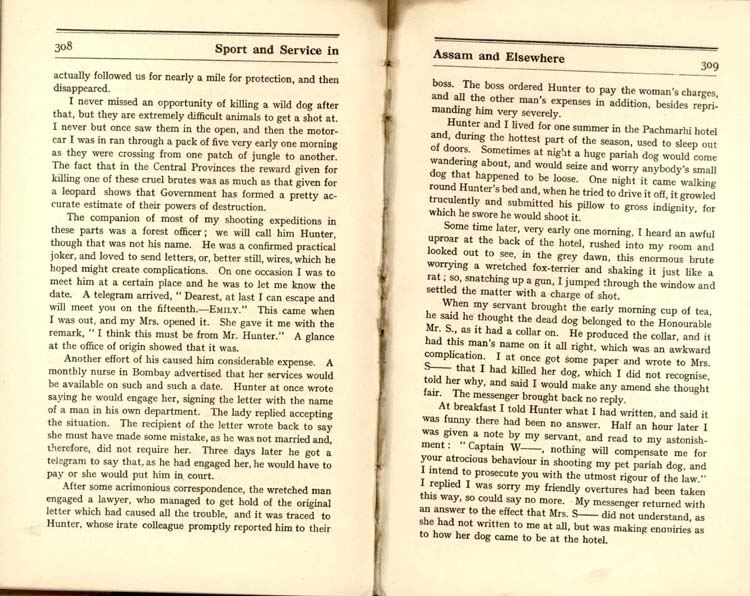 308
Sport and Service in
actually followed us for nearly a mile for protection, and then
disappeared.
I never missed an opportunity of killing a wild dog after
that, but they are extremely difficult animals to get a shot at.
I never but once saw them in the open, and then the motor-
car I was in ran through a pack of five very early one morning
as they were crossing from one patch of jungle to another.
The fact that in the Central Provinces the reward given for
killing one of these cruel brutes was as much as that given for
a leopard shows that Government has formed a pretty ac-
curate estimate of their powers of destruction.
The companion of most of my shooting expeditions in
these parts was a forest officer; we will call him Hunter,
though that was not his name. He was a confirmed practical
joker, and loved to send letters, or, better still, wires, which he
hoped might create complications. On one occasion I was to
meet him at a certain place and he was to let me know the
date. A telegram arrived, "Dearest, at last I can escape and
will meet you on the fifteenth.—EMILY." This came when
I was out, and my Mrs. opened it. She gave it me with the
remark, "I think this must be from Mr. Hunter." A glance
at the office of origin showed that it was.
Another effort of his caused him considerable expense. A
monthly nurse in Bombay advertised that her services would
be available on such and such a date. Hunter at once wrote
saying he would engage her, signing the letter with the name
of a man in his own department. The lady replied accepting
the situation. The recipient of the letter wrote back to say
she must have made some mistake, as he was not married and,
therefore, did not require her. Three days later he got a
telegram to say that, as he had engaged her, he would have to
pay or she would put him in court.
After some acrimonious correspondence, the wretched man
engaged a lawyer, who managed to get hold of the original
letter which had caused all the trouble, and it was traced to
Hunter, whose irate colleague promptly reported him to their
Assam and Elsewhere
309
boss. The boss ordered Hunter to pay the woman's charges,
and all the other man's expenses in addition, besides repri-
manding him very severely.
Hunter and I lived for one summer in the Pachmarhi hotel
and, during the hottest part of the season, used to sleep out
of doors. Sometimes at night a huge pariah dog would come
wandering about, and would seize and worry anybody's small
dog that happened to be loose. One night it came walking
round Hunter's bed and, when he tried to drive it off, it growled
truculently and submitted his pillow to gross indignity, for
which he swore he would shoot it.
Some time later, very early one morning, I heard an awful
uproar at the back of the hotel, rushed into my room and
looked out to see, in the grey dawn, this enormous brute
worrying a wretched fox-terrier and shaking it just like a
rat; so, snatching up a gun, I jumped through the window and
settled the matter with a charge of shot.
When my servant brought the early morning cup of tea,
he said he thought the dead dog belonged to the Honourable
Mr. S., as it had a collar on. He produced the collar, and it
had this man's name on it all right, which was an awkward
complication. I at once got some paper and wrote to Mrs.
S—— that I had killed her dog, which I did not recognise,
told her why, and said I would make any amend she thought
fair. The messenger brought back no reply.
At breakfast I told Hunter what I had written, and said it
was funny there had been no answer. Half an hour later I
was given a note by my servant, and read to my astonish-
ment: "Captain W——, nothing will compensate me for
your atrocious behaviour in shooting my pet pariah dog, and
I intend to prosecute you with the utmost rigour of the law."
I replied I was sorry my friendly overtures had been taken
this way, so could say no more. My messenger returned with
an answer to the effect that Mrs. S—— did not understand, as
she had not written to me at all, but was making enquiries as
to how her dog came to be at the hotel.